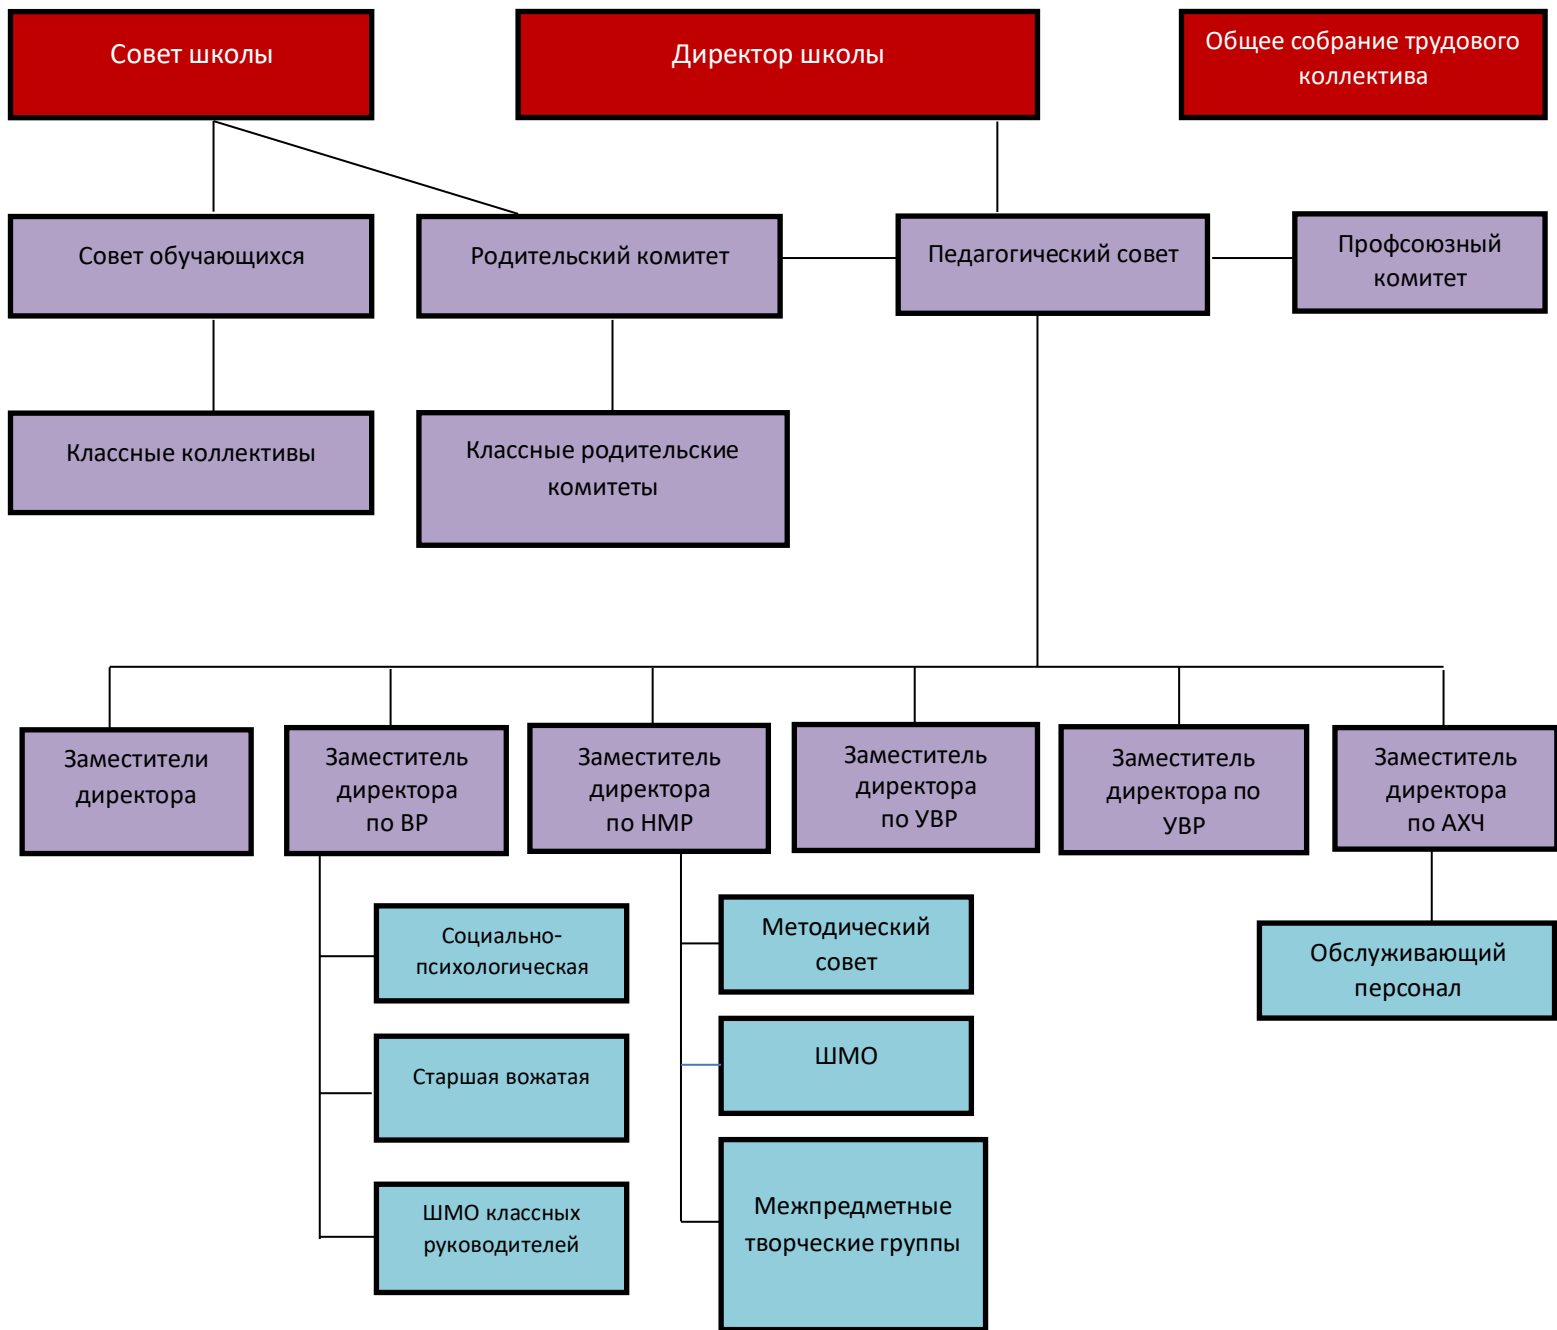 Совет школы
Директор школы
Общее собрание трудового
коллектива
Совет обучающихся
Родительский комитет
Педагогический совет
Профсоюзный
комитет
Классные коллективы
Классные родительские
комитеты
Заместители
директора
Заместитель
директора
по ВР
Заместитель
директора
по НМР
Заместитель
директора
по УВР
Заместитель
директора по
УВР
Заместитель
директора
по АХЧ
Социально-
психологическая
Методический
совет
Обслуживающий
персонал
Старшая вожатая
ШМО
ШМО классных
руководителей
Межпредметные
творческие группы